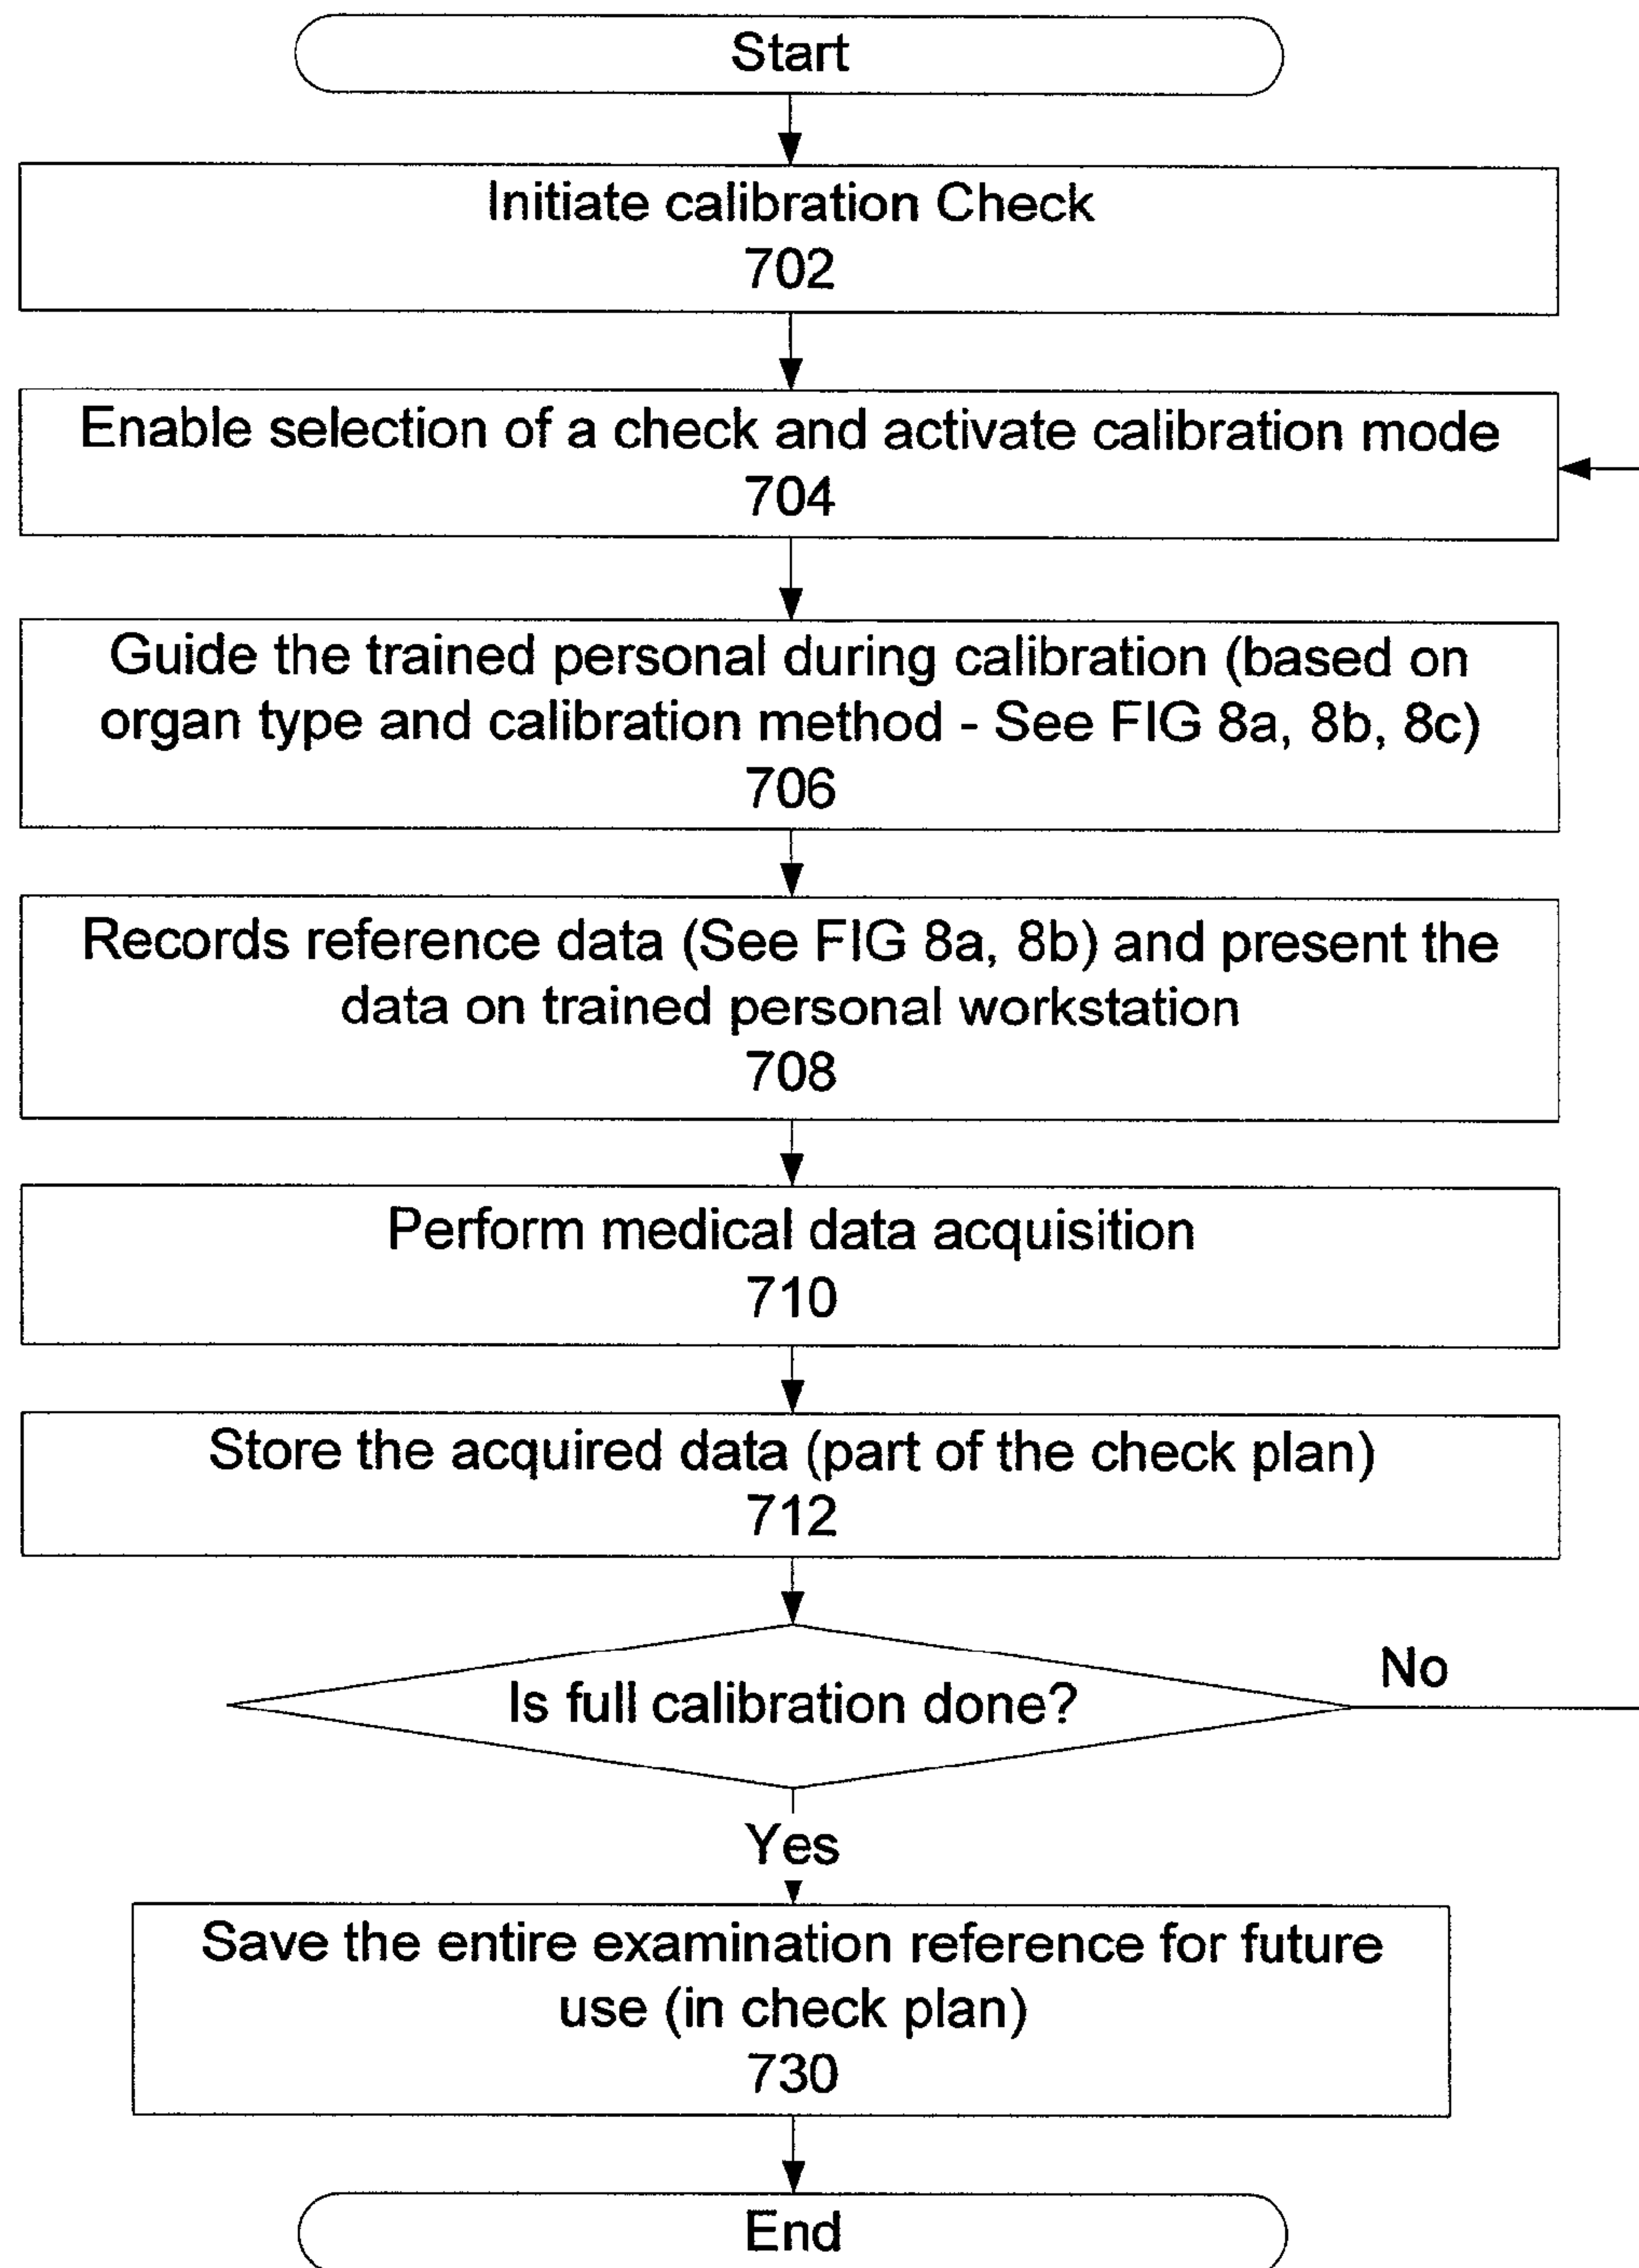 Start
Initiate calibration Check
702
Enable selection of a check and activate calibration mode
704
Guide the trained personal during calibration (based on
organ type and calibration method - See FIG 8a, 8b, 8c)
706
Records reference data (See FIG 8a, 8b) and present the
data on trained personal workstation
708
Perform medical data acquisition
710
Store the acquired data (part of the check plan)
712
Is full calibration done?
No
Yes
Save the entire examination reference for future
use (in check plan)
730
End